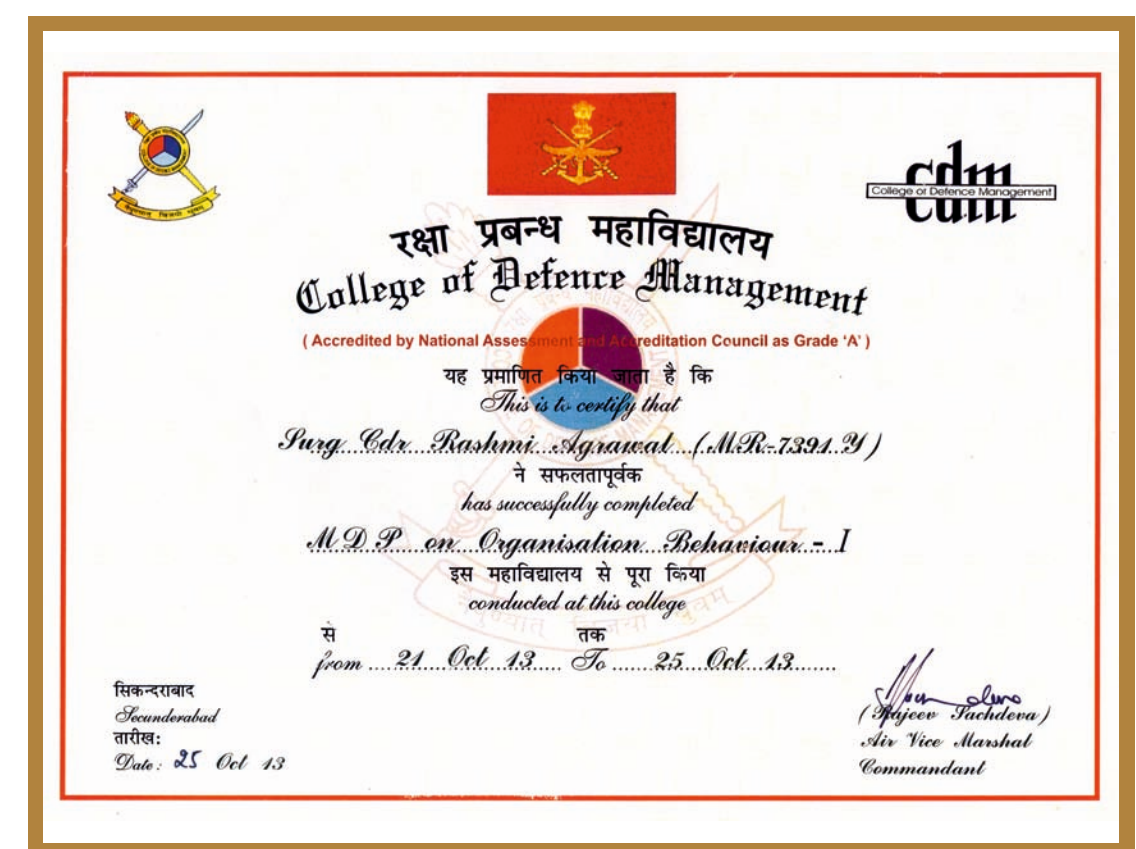 cdm
College of Defence Management
रक्षा प्रबन्ध महाविद्यालय
College of Defence Management
( Accredited by National Assessment and Accreditation Council as Grade ‘A’ )
यह प्रमाणित किया जाता है कि
This is to certify that
Surg Cdr Rashmi Agrawal (MR-7391.Y)
ने सफलतापूर्वक
has successfully completed
M D P on Organisation Behaviour - I
इस महाविद्यालय से पूरा किया
conducted at this college
से तक
from 21 Oct 13 To 25 Oct 13
सिकन्दराबाद
Secunderabad
तारीख:
Date: 25 Oct 13
(Rajeev Sachdeva)
Air Vice Marshal
Commandant